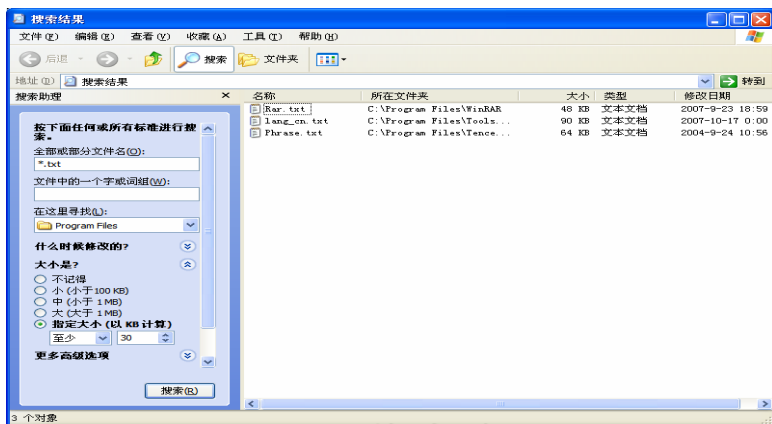 搜索结果
文件(F) 编辑(E) 查看(V) 收藏(A) 工具(T) 帮助(H)
后退 搜索 文件夹
地址(D) 搜索结果 转到
搜索助理 × 名称 所在文件夹 大小 类型 修改日期
Rar.txt C:\Program Files\WinRAR 48 KB 文本文档 2007-9-23 18:59
lang_cn.txt C:\Program Files\Tools... 90 KB 文本文档 2007-10-17 0:00
Phrase.txt C:\Program Files\Tence... 64 KB 文本文档 2004-9-24 10:56
按下面任何或所有标准进行搜
索。
全部或部分文件名(O):
*.txt
文件中的一个字或词组(W):
在这里寻找(L):
Program Files
什么时候修改的?
大小是?
不记得
小 (小于100 KB)
中 (小于 1 MB)
大 (大于 1 MB)
指定大小 (以 KB 计算)
至少 30
更多高级选项
搜索(R)
3 个对象